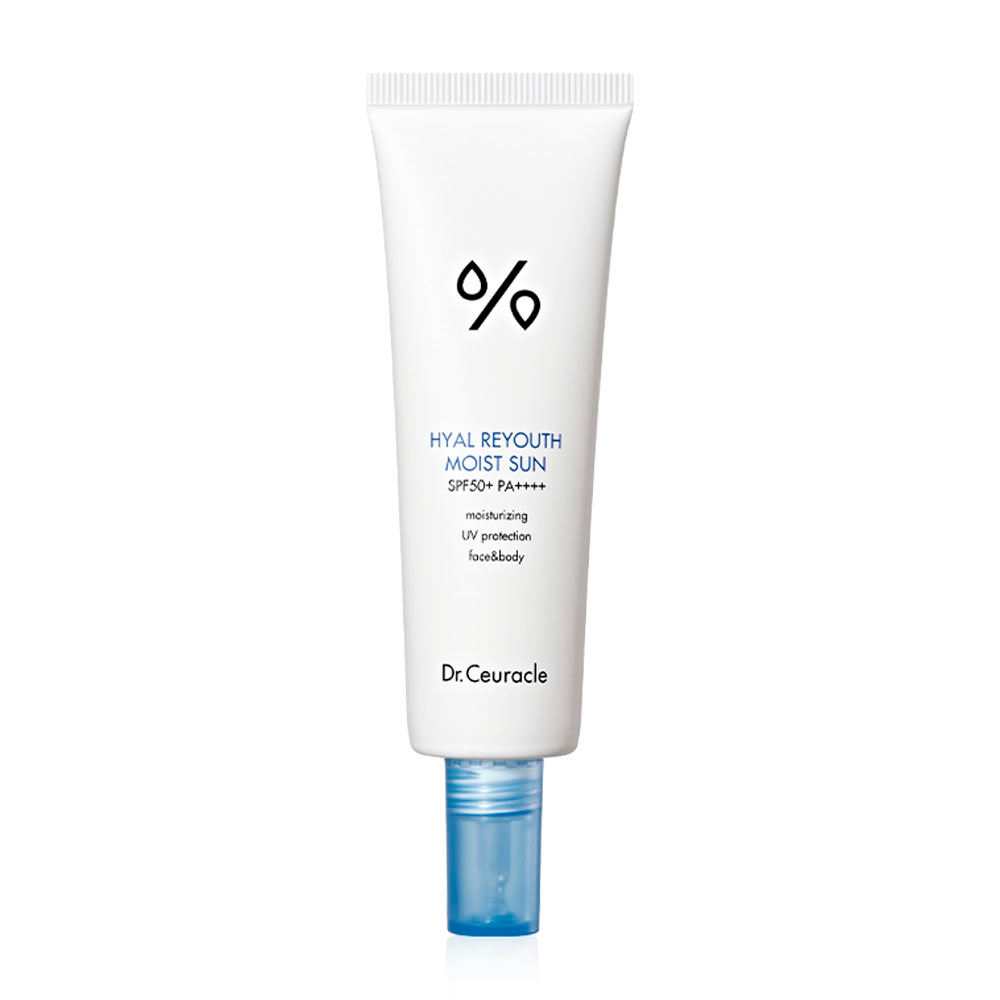 %
HYAL REYOUTH
MOIST SUN
SPF50+ PA++++
moisturizing
UV protection
face&body
Dr.Ceuracle